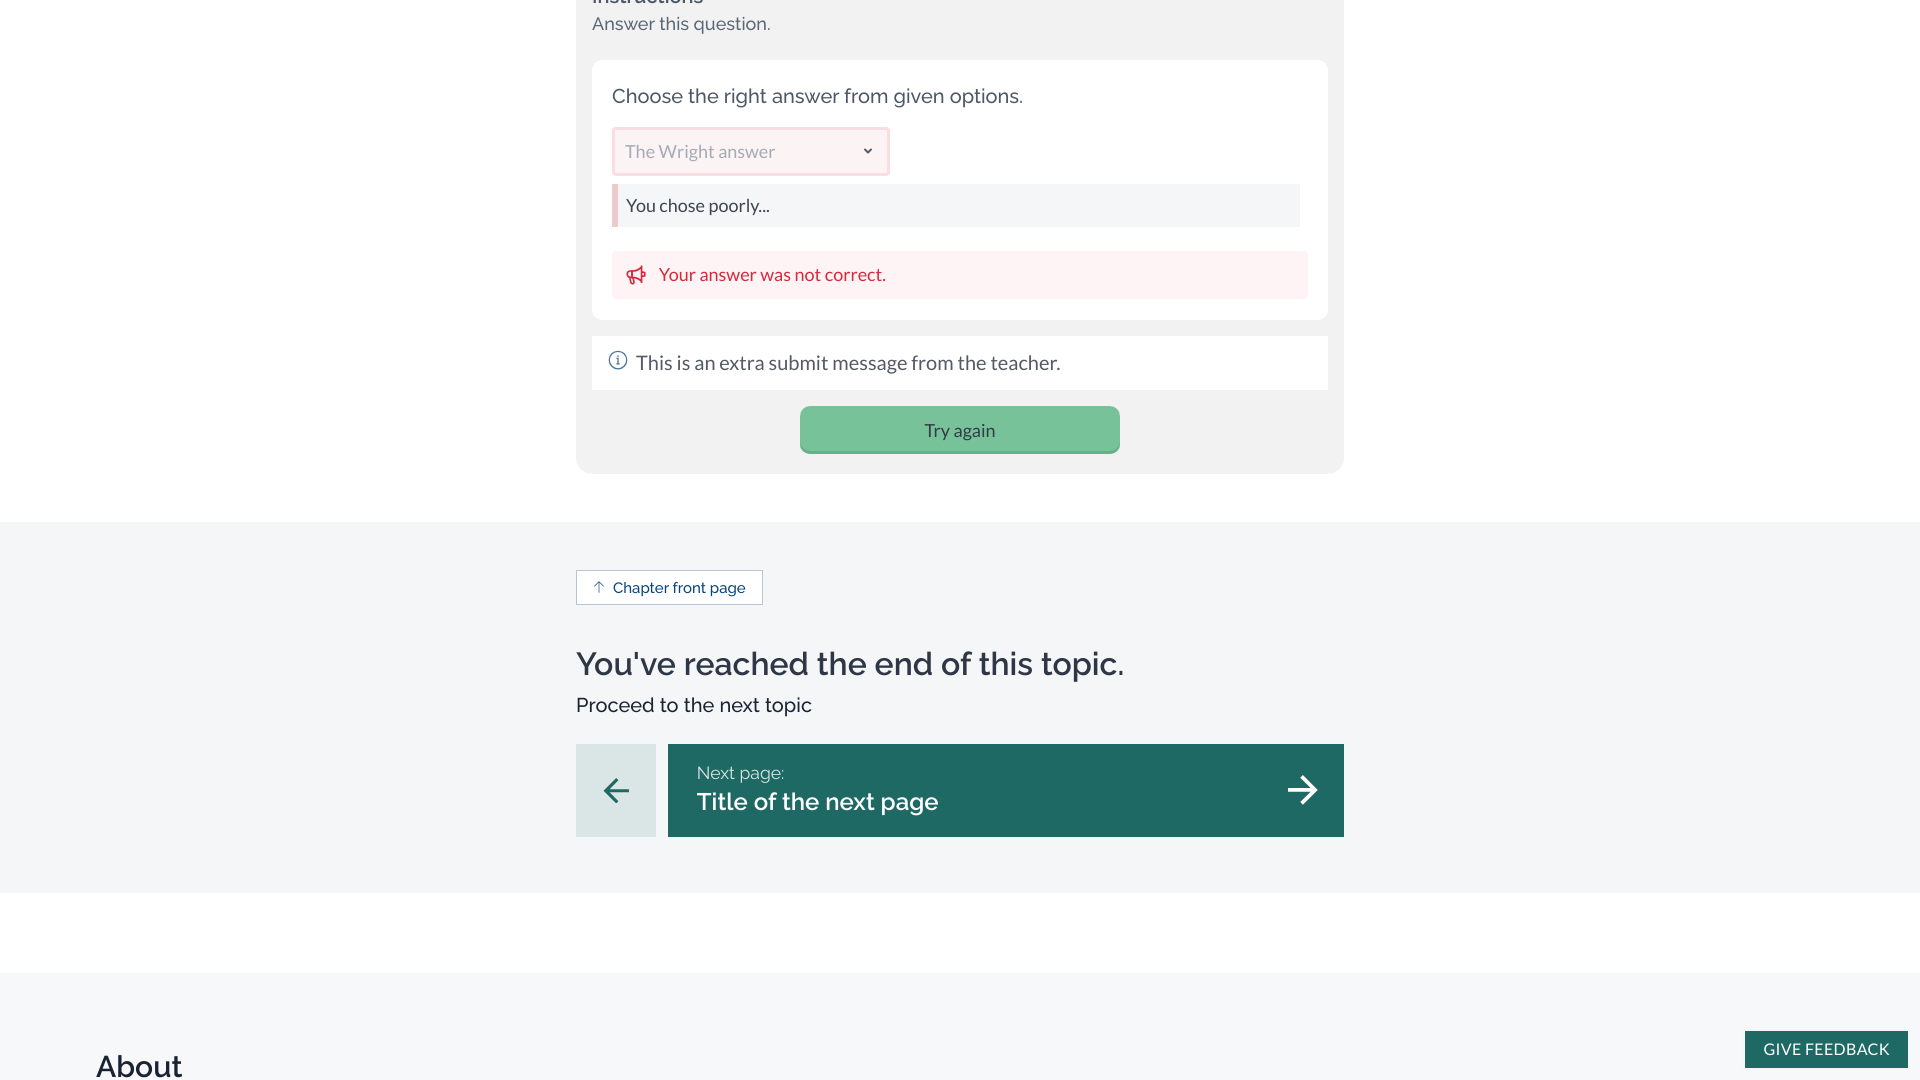 Instructions
Answer this question.
Choose the right answer from given options.
The Wright answer
You chose poorly...
Your answer was not correct.
This is an extra submit message from the teacher.
Try again
Chapter front page
You've reached the end of this topic.
Proceed to the next topic
Next page:
Title of the next page
GIVE FEEDBACK
About